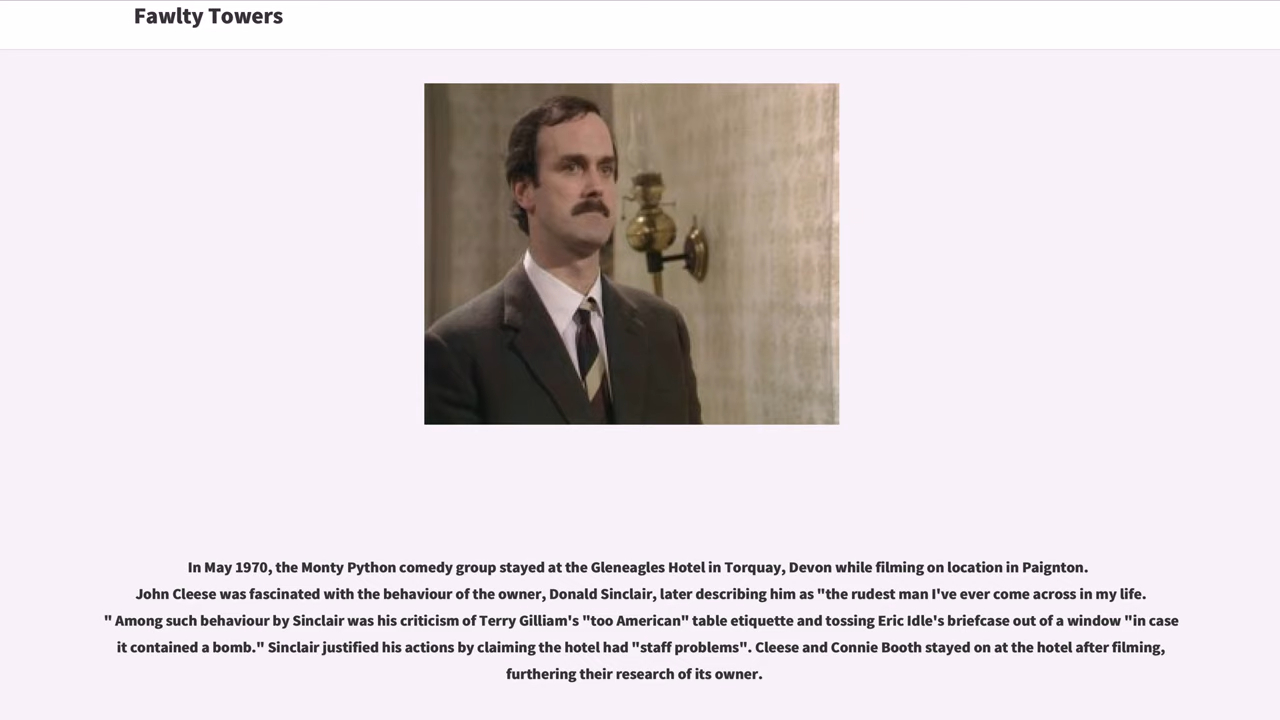 Fawlty Towers
In May 1970, the Monty Python comedy group stayed at the Gleneagles Hotel in Torquay, Devon while filming on location in Paignton.
John Cleese was fascinated with the behaviour of the owner, Donald Sinclair, later describing him as "the rudest man I've ever come across in my life.
" Among such behaviour by Sinclair was his criticism of Terry Gilliam's "too American" table etiquette and tossing Eric Idle's briefcase out of a window "in case
it contained a bomb." Sinclair justified his actions by claiming the hotel had "staff problems". Cleese and Connie Booth stayed on at the hotel after filming,
furthering their research of its owner.